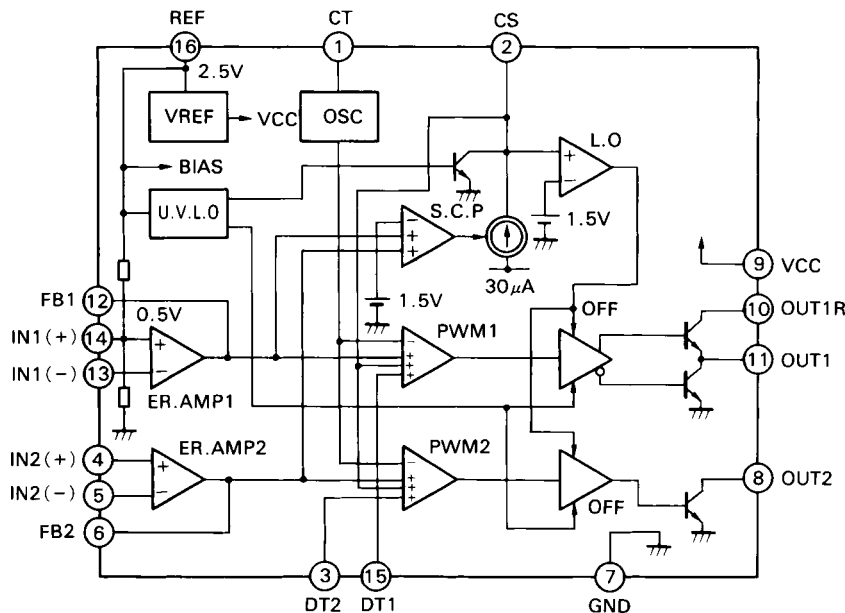 REF
CT
CS
16
1
2
2.5V
VREF
VCC
OSC
L.O
BIAS
U.V.L.O
S.C.P
1.5V
30μA
1.5V
9
VCC
FB1
12
0.5V
OFF
10
OUT1R
IN1(+)
14
PWM1
IN1(-)
13
11
OUT1
ER.AMP1
IN2(+)
4
ER.AMP2
PWM2
8
OUT2
IN2(-)
5
OFF
FB2
6
3
15
7
DT2
DT1
GND